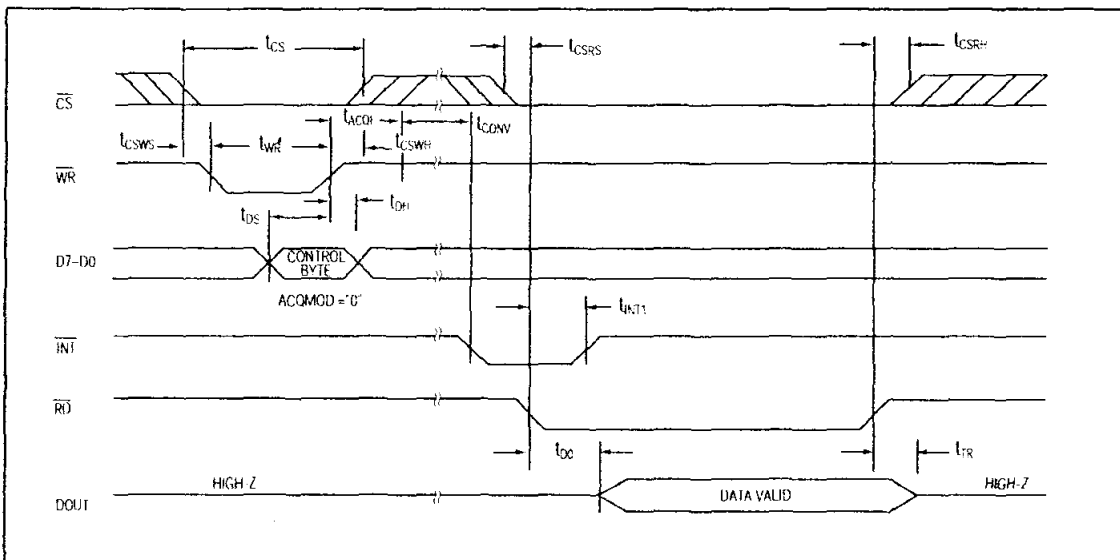 tCS
tCSRS
tCSRH
CS
tACQI
tCONV
tCSWS
tWR
tCSWH
WR
tDS
tDH
D7-D0
CONTROL
BYTE
ACQMOD ="0"
tINT1
INT
RD
tDO
tTR
HIGH-Z
DATA VALID
HIGH-Z
DOUT